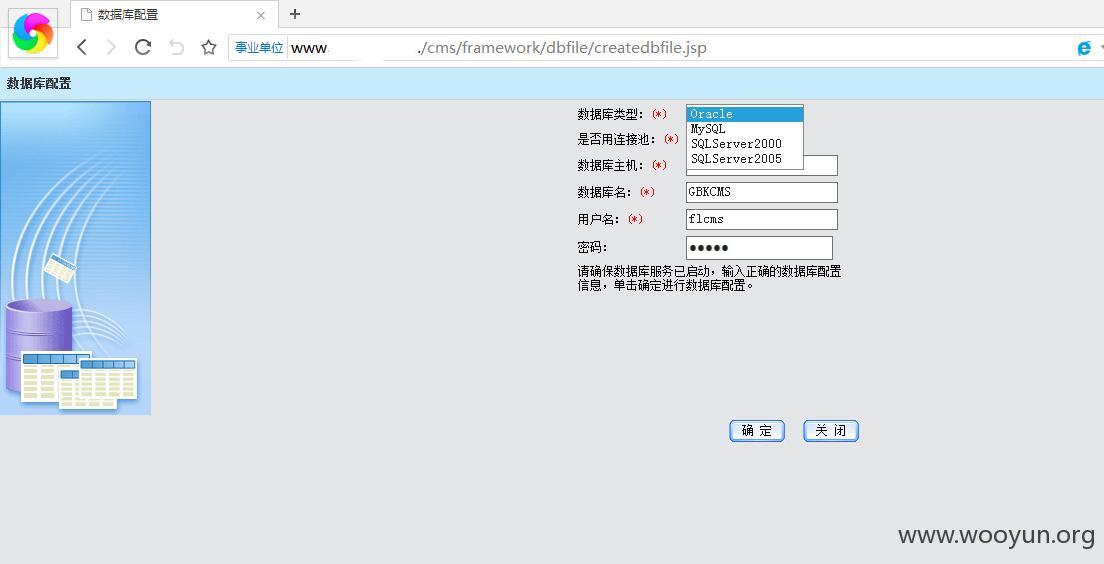 数据库配置
事业单位 www. ./cms/framework/dbfile/createdbfile.jsp
数据库配置
数据库类型：(*)
Oracle
MySQL
SQLServer2000
SQLServer2005
是否用连接池：(*)
数据库主机：(*)
数据库名：(*) GBKCMS
用户名：(*) flcms
密码： ●●●●●
请确保数据库服务已启动，输入正确的数据库配置
信息，单击确定进行数据库配置。
确 定 关 闭
www.wooyun.org